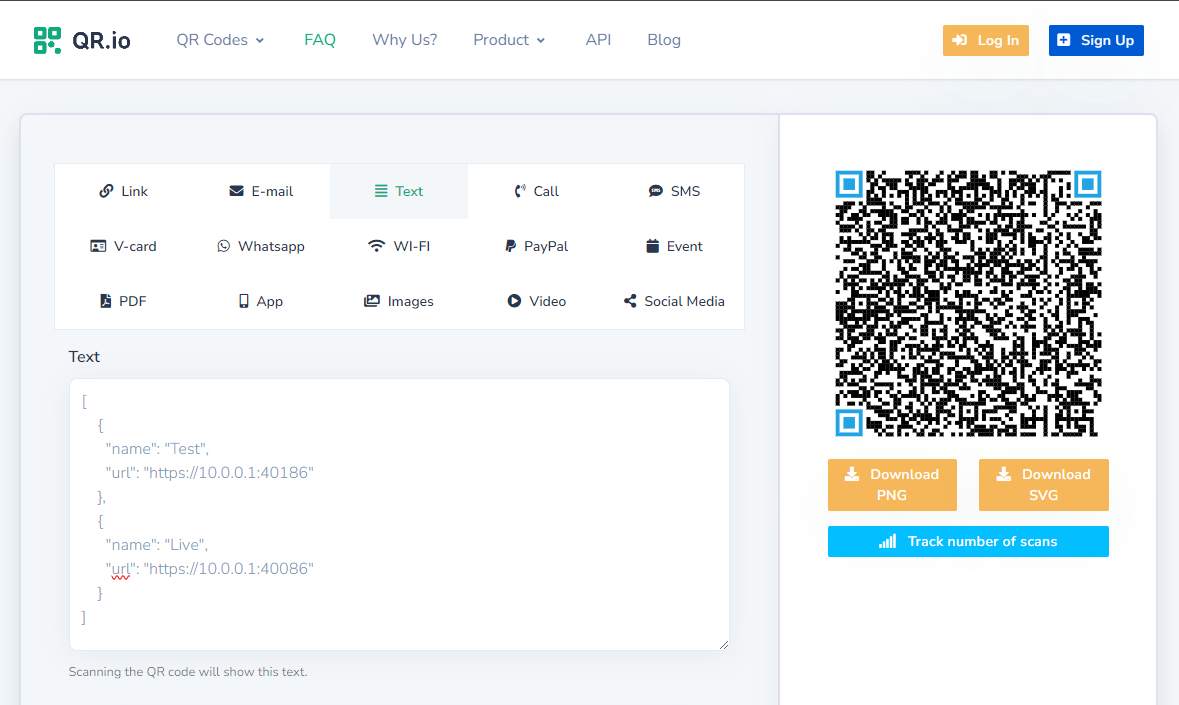 QR.io QR Codes FAQ Why Us? Product API Blog Log In Sign Up
Link E-mail Text Call SMS
V-card Whatsapp WI-FI PayPal Event
PDF App Images Video Social Media
Text
[
{
"name": "Test",
"url": "https://10.0.0.1:40186"
},
{
"name": "Live",
"url": "https://10.0.0.1:40086"
}
]
Scanning the QR code will show this text.
Download
PNG
Download
SVG
Track number of scans